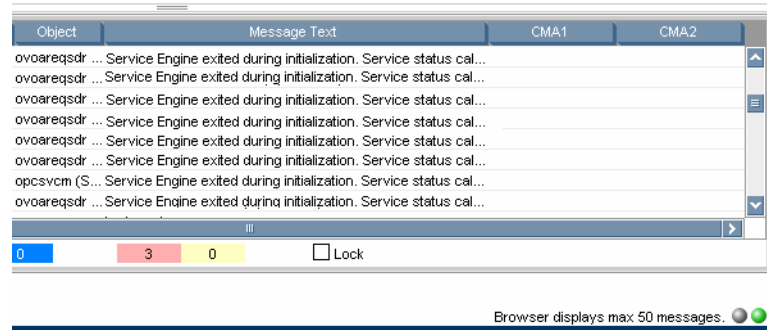 Object Message Text CMA1 CMA2
ovoareqsdr ... Service Engine exited during initialization. Service status cal...
ovoareqsdr ... Service Engine exited during initialization. Service status cal...
ovoareqsdr ... Service Engine exited during initialization. Service status cal...
ovoareqsdr ... Service Engine exited during initialization. Service status cal...
ovoareqsdr ... Service Engine exited during initialization. Service status cal...
ovoareqsdr ... Service Engine exited during initialization. Service status cal...
opcsvcm (S... Service Engine exited during initialization. Service status cal...
ovoareqsdr ... Service Engine exited during initialization. Service status cal...
0 3 0 Lock
Browser displays max 50 messages.